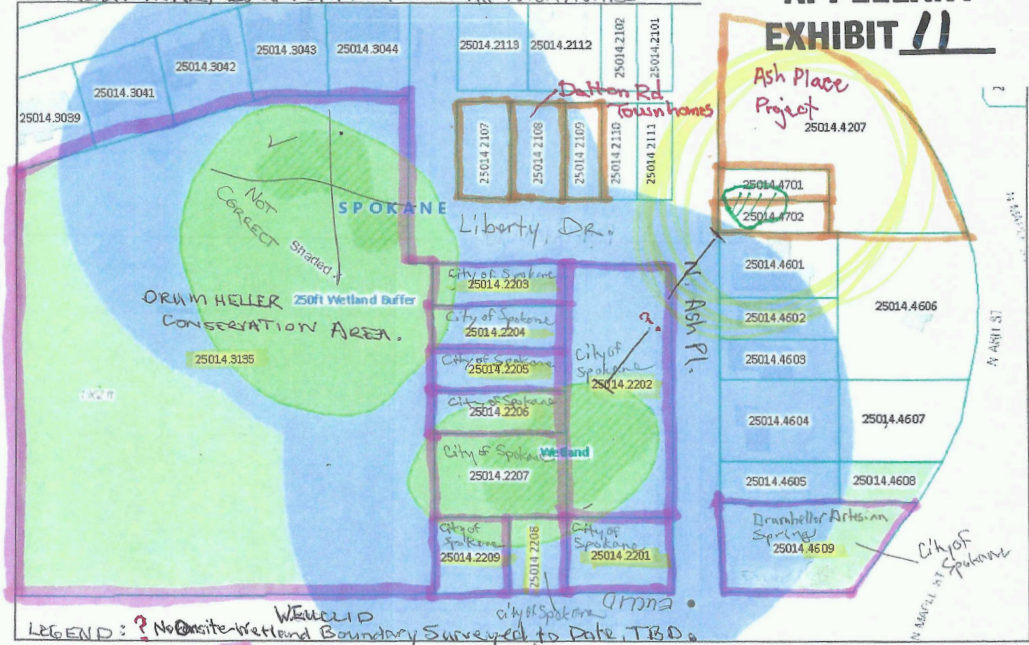 EXHIBIT 11
25014.3039
25014.3041
25014.3042
25014.3043
25014.3044
25014.2113
25014.2112
25014.2102
25014.2101
Dalton Rd
Townhomes
25014.2107
25014.2108
25014.2109
25014.2110
25014.2111
Ash Place
Project
25014.4207
2
25014.4701
25014.4702
NOT
CORRECT
Shaded
SPOKANE
Liberty, Dr.
N. Ash Pl.
DRUMHELLER
250ft Wetland Buffer
CONSERVATION AREA.
25014.3135
City of Spokane
25014.2203
City of Spokane
25014.2204
City of Spokane
25014.2205
City of Spokane
25014.2206
City of Spokane
Wetland
25014.2207
?
City of
Spokane
25014.2202
25014.4601
25014.4602
25014.4603
25014.4604
25014.4605
25014.4606
25014.4607
25014.4608
N ASH ST
City of
Spokane
25014.2209
25014.2208
City of
Spokane
25014.2201
City of Spokane
Drumheller Artesian
Spring
25014.4609
City of
Spokane
N MAPLE ST
W EUCLID
LEGEND: ? No Onsite-Wetland Boundary Surveyed to Date, TBD.